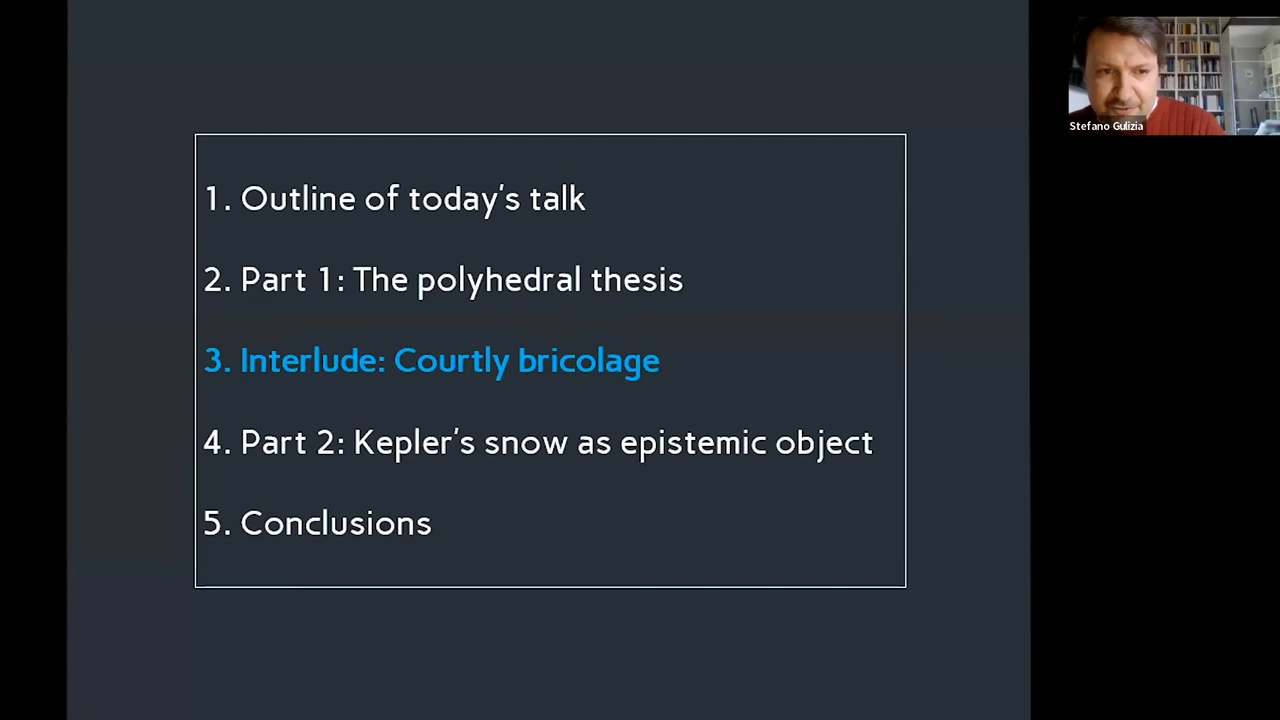 1. Outline of today's talk
2. Part 1: The polyhedral thesis
3. Interlude: Courtly bricolage
4. Part 2: Kepler's snow as epistemic object
5. Conclusions
Stefano Gulizia